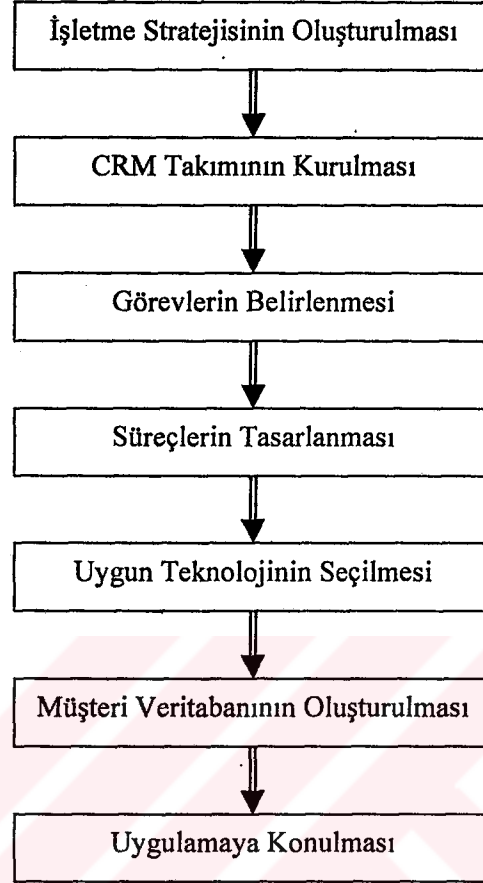 İşletme Stratejisinin Oluşturulması
CRM Takımının Kurulması
Görevlerin Belirlenmesi
Süreçlerin Tasarlanması
Uygun Teknolojinin Seçilmesi
Müşteri Veritabanının Oluşturulması
Uygulamaya Konulması